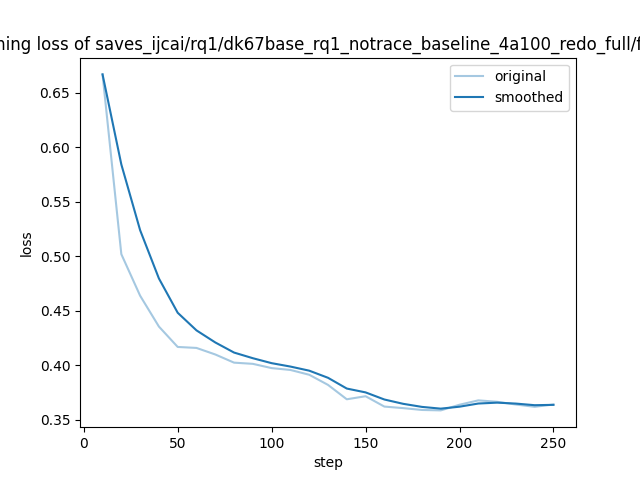 ning loss of saves_ijcai/rq1/dk67base_rq1_notrace_baseline_4a100_redo_full/f
original
smoothed
0.65
0.60
0.55
0.50
0.45
0.40
0.35
loss
0
50
100
150
200
250
step